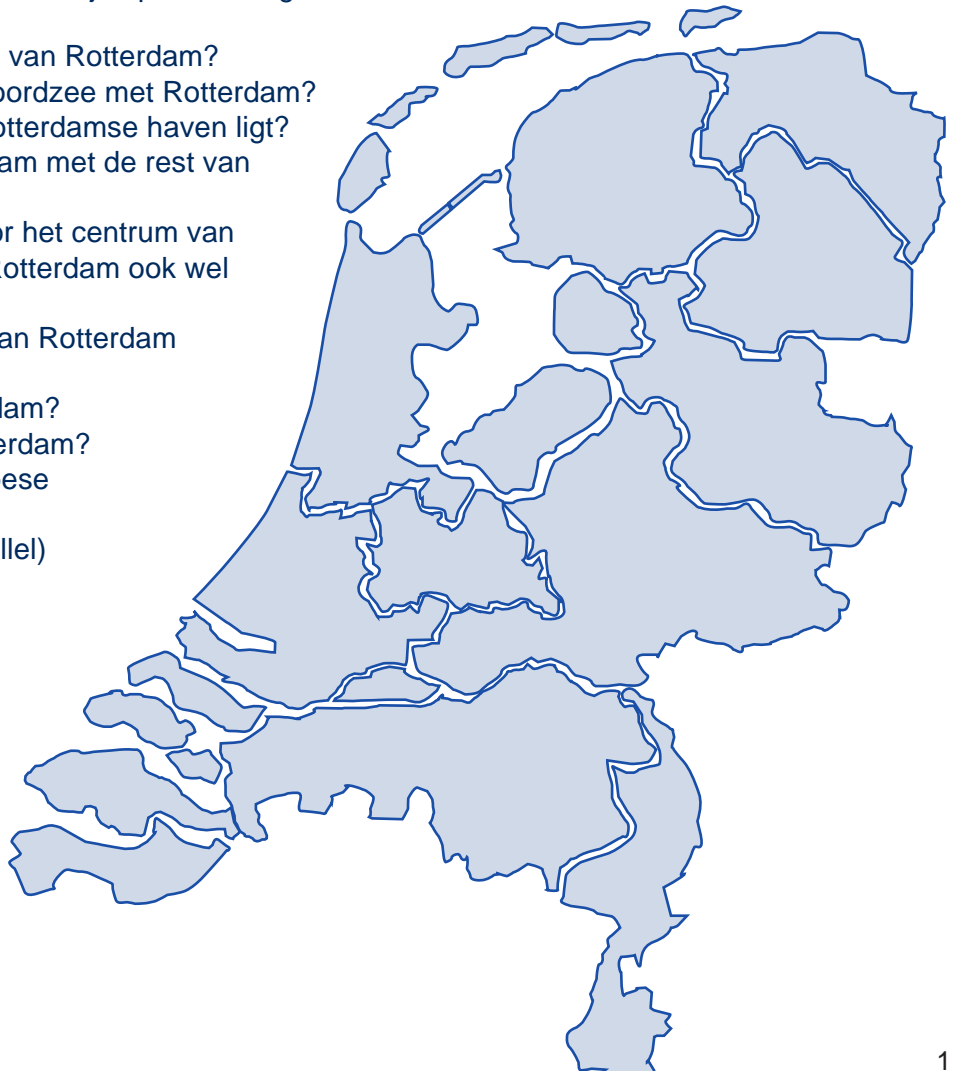 van Rotterdam?
oordzee met Rotterdam?
otterdamse haven ligt?
am met de rest van
or het centrum van
Rotterdam ook wel
an Rotterdam
dam?
erdam?
pese
llel)
1